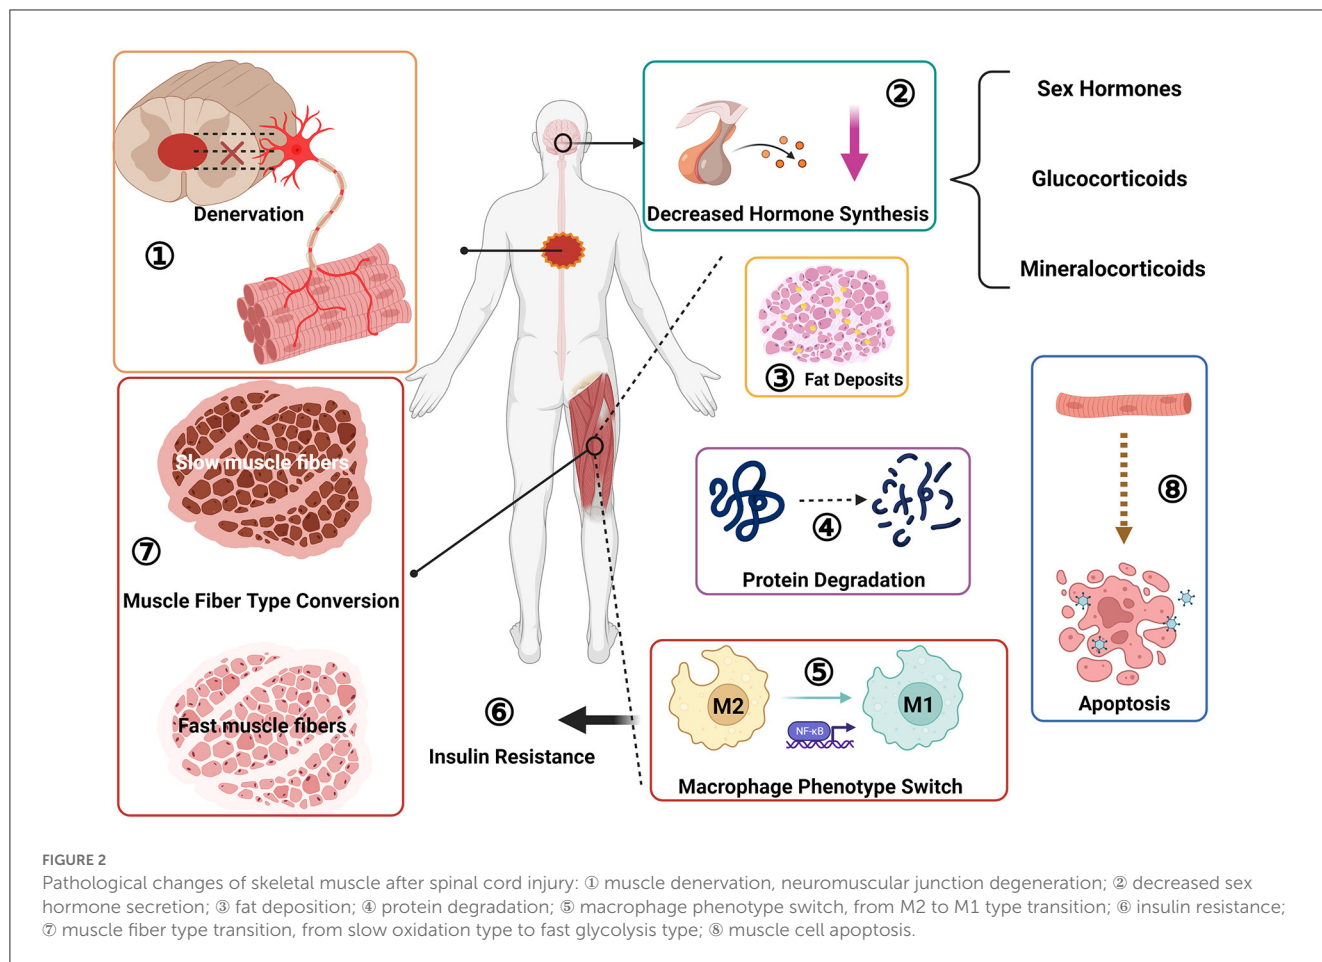 Denervation
①
②
Decreased Hormone Synthesis
Sex Hormones
Glucocorticoids
Mineralocorticoids
③ Fat Deposits
Slow muscle fibers
⑦
Muscle Fiber Type Conversion
Fast muscle fibers
④
Protein Degradation
⑧
Apoptosis
⑤
M2
M1
NF-κB
Macrophage Phenotype Switch
⑥
Insulin Resistance
FIGURE 2
Pathological changes of skeletal muscle after spinal cord injury: ① muscle denervation, neuromuscular junction degeneration; ② decreased sex
hormone secretion; ③ fat deposition; ④ protein degradation; ⑤ macrophage phenotype switch, from M2 to M1 type transition; ⑥ insulin resistance;
⑦ muscle fiber type transition, from slow oxidation type to fast glycolysis type; ⑧ muscle cell apoptosis.